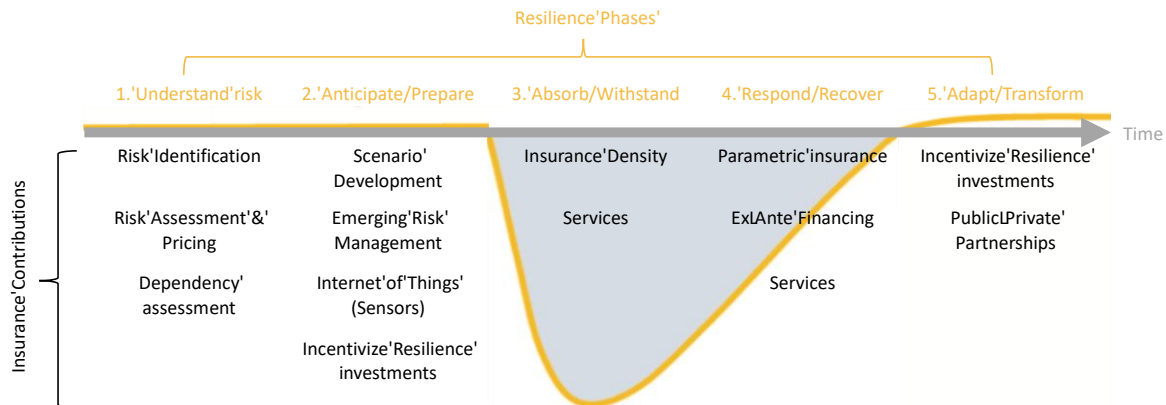 Resilience'Phases'
1.'Understand'risk
2.'Anticipate/Prepare
3.'Absorb/Withstand
4.'Respond/Recover
5.'Adapt/Transform
Time
Insurance'Contributions
Risk'Identification
Risk'Assessment'&'
Pricing
Dependency'
assessment
Scenario'
Development
Emerging'Risk'
Management
Internet'of'Things'
(Sensors)
Incentivize'Resilience'
investments
Insurance'Density
Services
Parametric'insurance
ExLAnte'Financing
Services
Incentivize'Resilience'
investments
PublicLPrivate'
Partnerships